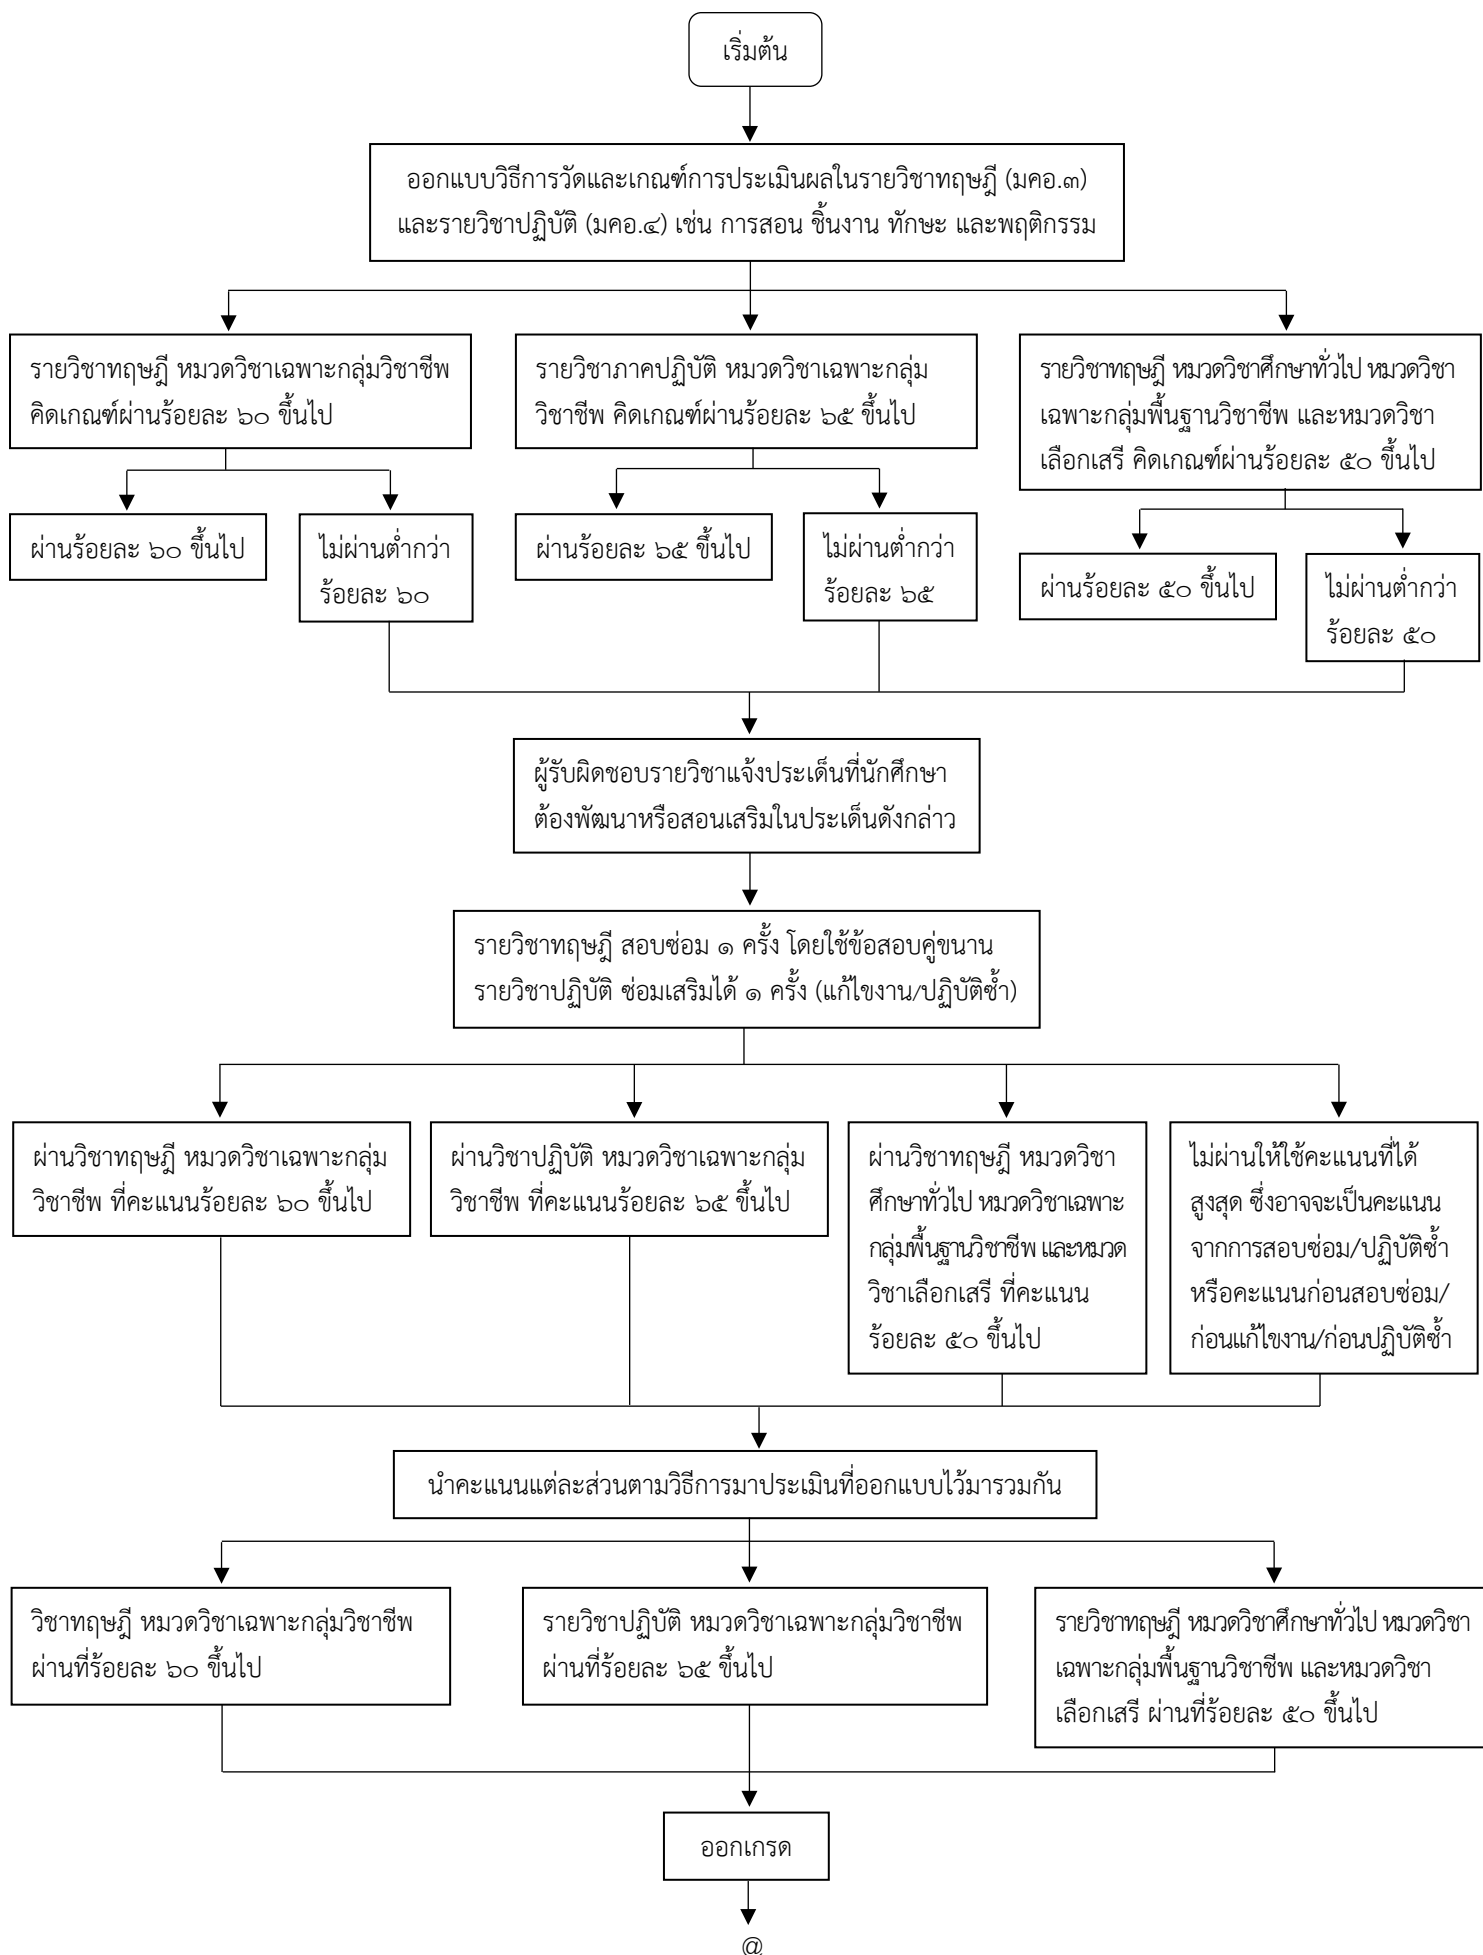 เริ่มต้น
ออกแบบวิธีการวัดและเกณฑ์การประเมินผลในรายวิชาทฤษฎี (มคอ.๓)
และรายวิชาปฏิบัติ (มคอ.๔) เช่น การสอน ชิ้นงาน ทักษะ และพฤติกรรม
รายวิชาทฤษฎี หมวดวิชาเฉพาะกลุ่มวิชาชีพ
คิดเกณฑ์ผ่านร้อยละ ๖๐ ขึ้นไป
รายวิชาภาคปฏิบัติ หมวดวิชาเฉพาะกลุ่ม
วิชาชีพ คิดเกณฑ์ผ่านร้อยละ ๖๕ ขึ้นไป
รายวิชาทฤษฎี หมวดวิชาศึกษาทั่วไป หมวดวิชา
เฉพาะกลุ่มพื้นฐานวิชาชีพ และหมวดวิชา
เลือกเสรี คิดเกณฑ์ผ่านร้อยละ ๕๐ ขึ้นไป
ผ่านร้อยละ ๖๐ ขึ้นไป
ไม่ผ่านต่ำกว่า
ร้อยละ ๖๐
ผ่านร้อยละ ๖๕ ขึ้นไป
ไม่ผ่านต่ำกว่า
ร้อยละ ๖๕
ผ่านร้อยละ ๕๐ ขึ้นไป
ไม่ผ่านต่ำกว่า
ร้อยละ ๕๐
ผู้รับผิดชอบรายวิชาแจ้งประเด็นที่นักศึกษา
ต้องพัฒนาหรือสอนเสริมในประเด็นดังกล่าว
รายวิชาทฤษฎี สอบซ่อม ๑ ครั้ง โดยใช้ข้อสอบคู่ขนาน
รายวิชาปฏิบัติ ซ่อมเสริมได้ ๑ ครั้ง (แก้ไขงาน/ปฏิบัติซ้ำ)
ผ่านวิชาทฤษฎี หมวดวิชาเฉพาะกลุ่ม
วิชาชีพ ที่คะแนนร้อยละ ๖๐ ขึ้นไป
ผ่านวิชาปฏิบัติ หมวดวิชาเฉพาะกลุ่ม
วิชาชีพ ที่คะแนนร้อยละ ๖๕ ขึ้นไป
ผ่านวิชาทฤษฎี หมวดวิชา
ศึกษาทั่วไป หมวดวิชาเฉพาะ
กลุ่มพื้นฐานวิชาชีพ และหมวด
วิชาเลือกเสรี ที่คะแนน
ร้อยละ ๕๐ ขึ้นไป
ไม่ผ่านให้ใช้คะแนนที่ได้
สูงสุด ซึ่งอาจจะเป็นคะแนน
จากการสอบซ่อม/ปฏิบัติซ้ำ
หรือคะแนนก่อนสอบซ่อม/
ก่อนแก้ไขงาน/ก่อนปฏิบัติซ้ำ
นำคะแนนแต่ละส่วนตามวิธีการมาประเมินที่ออกแบบไว้มารวมกัน
วิชาทฤษฎี หมวดวิชาเฉพาะกลุ่มวิชาชีพ
ผ่านที่ร้อยละ ๖๐ ขึ้นไป
รายวิชาปฏิบัติ หมวดวิชาเฉพาะกลุ่มวิชาชีพ
ผ่านที่ร้อยละ ๖๕ ขึ้นไป
รายวิชาทฤษฎี หมวดวิชาศึกษาทั่วไป หมวดวิชา
เฉพาะกลุ่มพื้นฐานวิชาชีพ และหมวดวิชา
เลือกเสรี ผ่านที่ร้อยละ ๕๐ ขึ้นไป
ออกเกรด
@